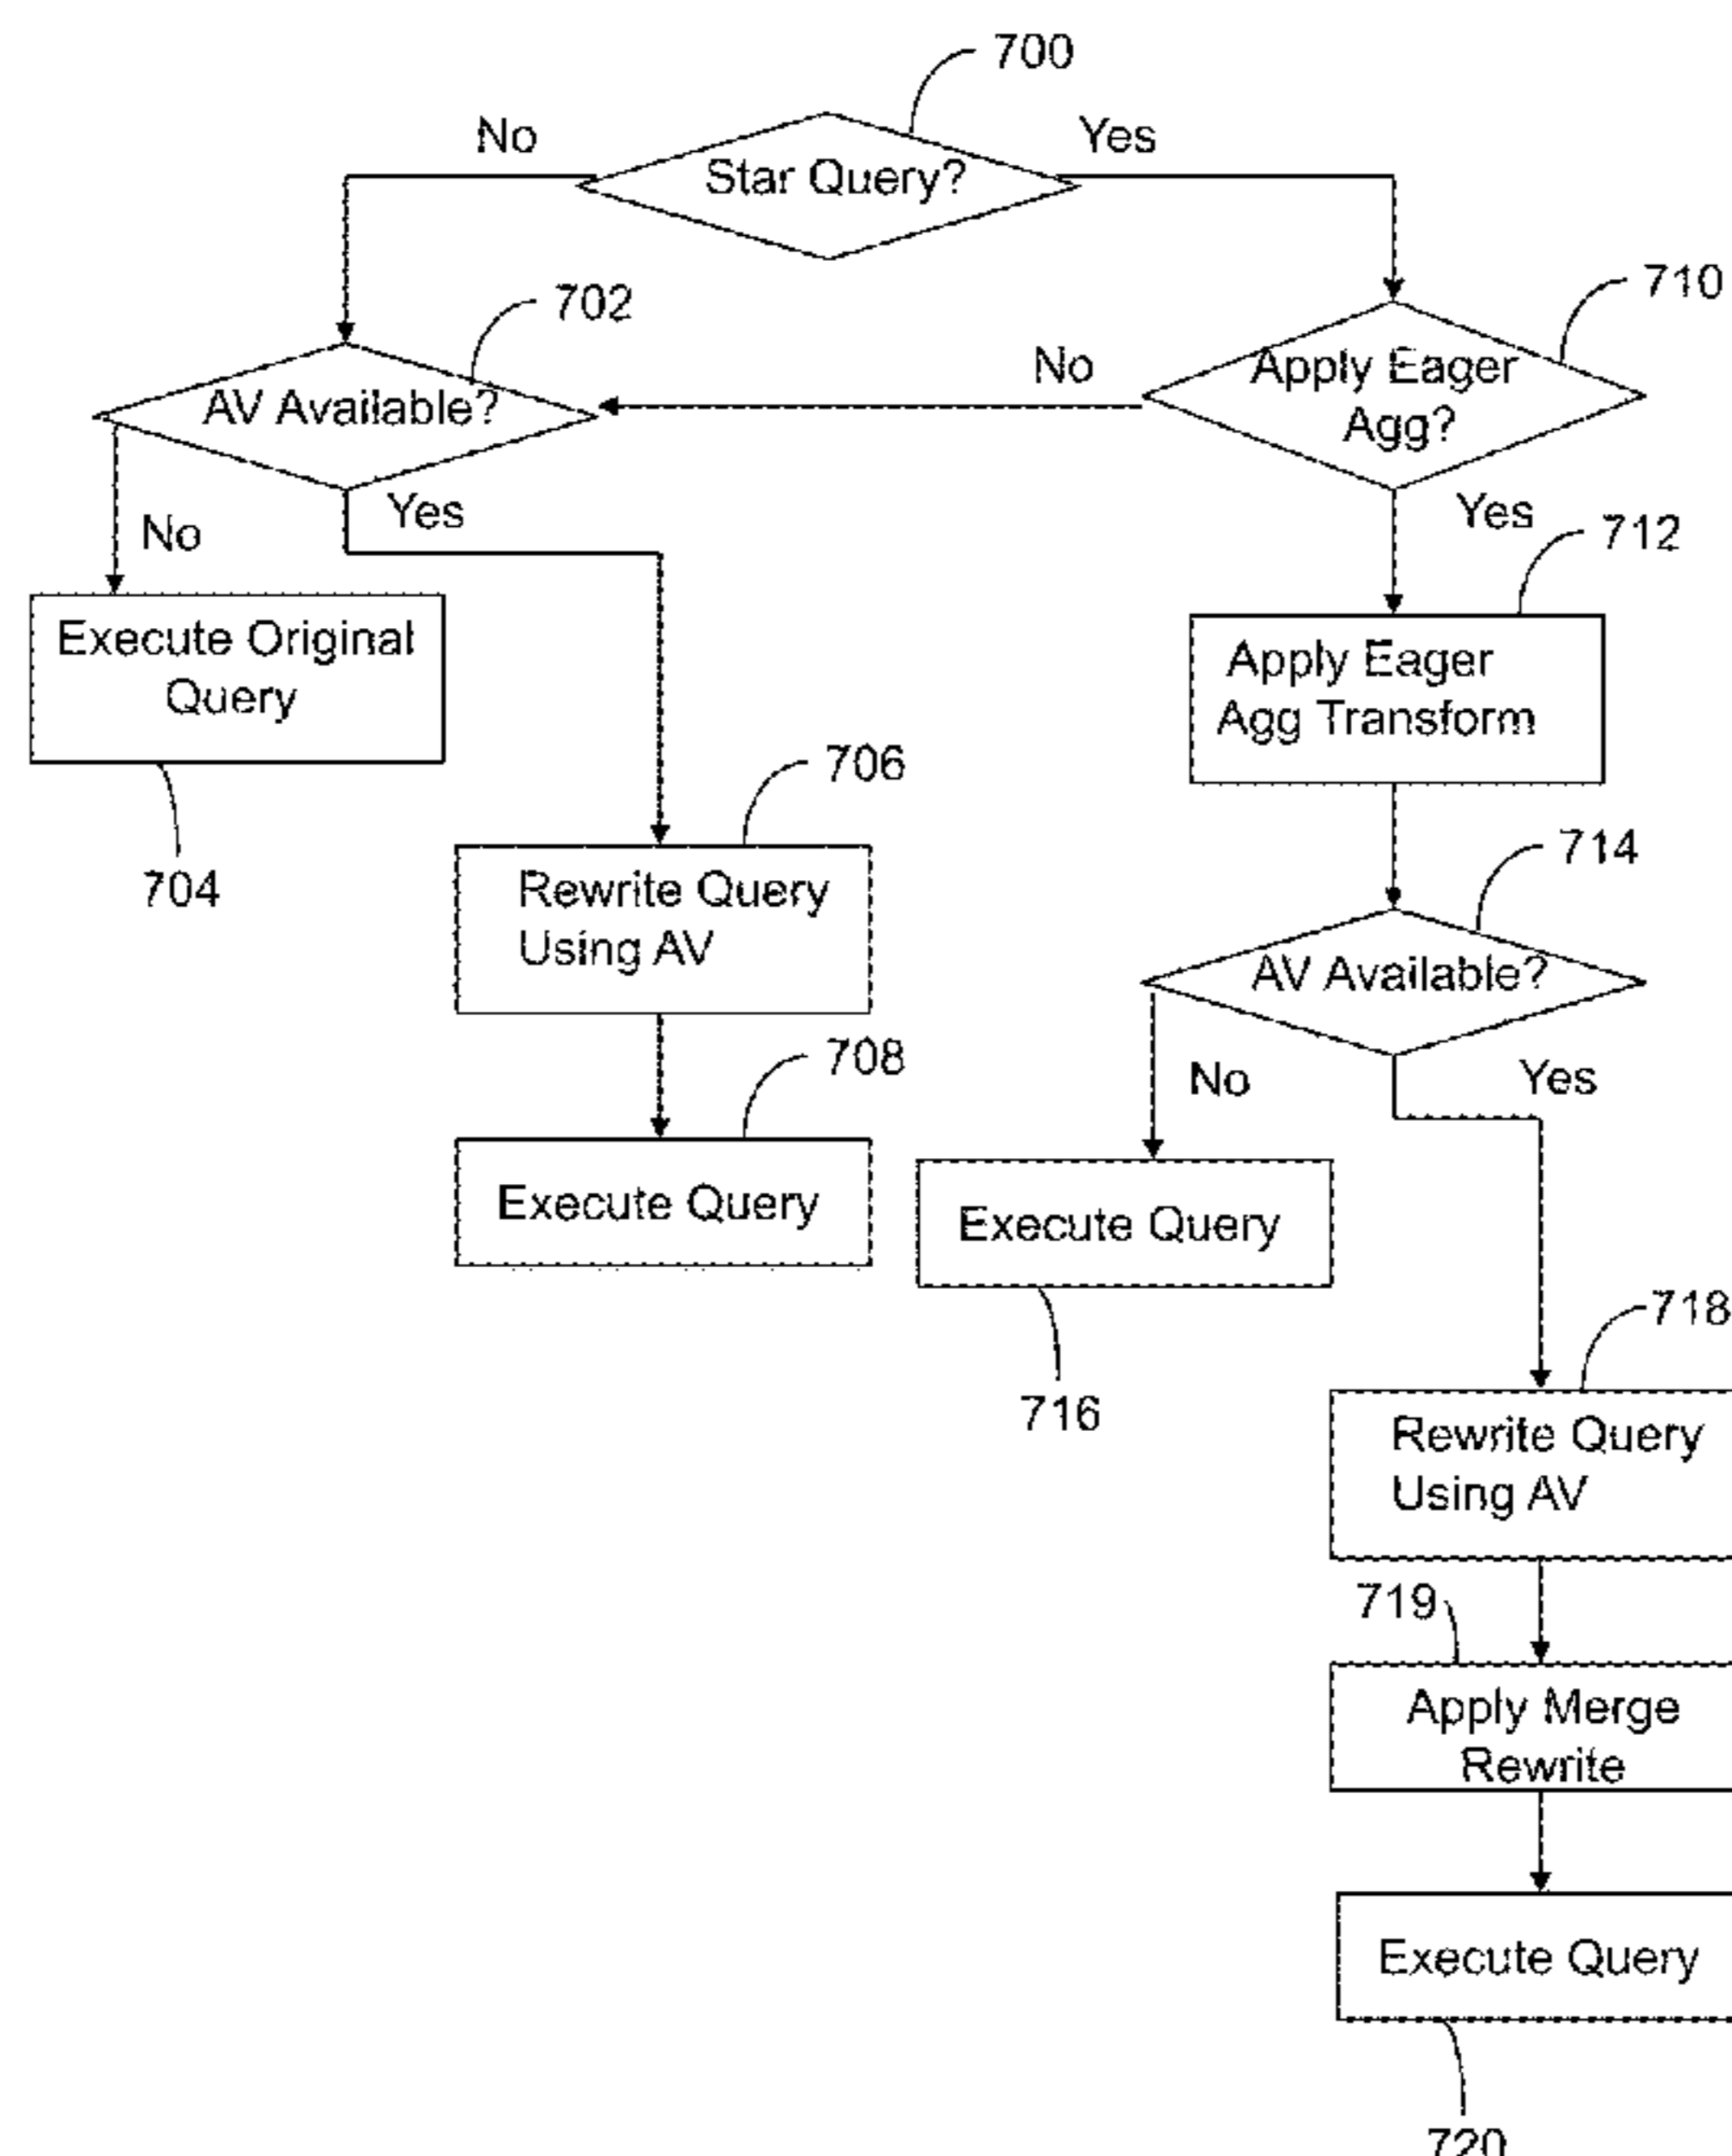 700
No
Yes
Star Query?
710
702
No
Apply Eager
Agg?
AV Available?
Yes
No
Yes
712
Execute Original
Query
Apply Eager
Agg Transform
706
714
704
Rewrite Query
Using AV
AV Available?
708
No
Yes
Execute Query
Execute Query
716
718
Rewrite Query
Using AV
719
Apply Merge
Rewrite
Execute Query
720